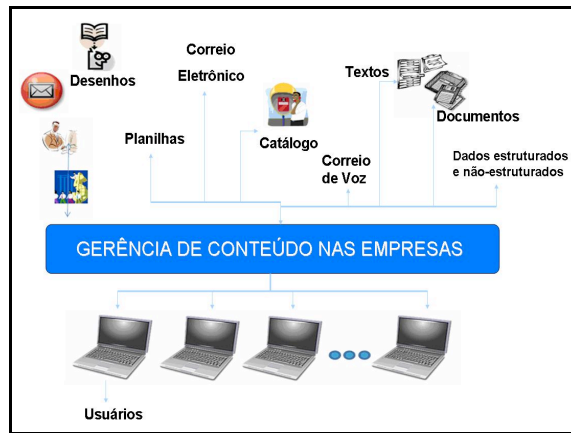 Desenhos
Correio
Eletrônico
Planilhas
Catálogo
Textos
Documentos
Correio
de Voz
Dados estruturados
e não-estruturados
GERÊNCIA DE CONTEÚDO NAS EMPRESAS
Usuários